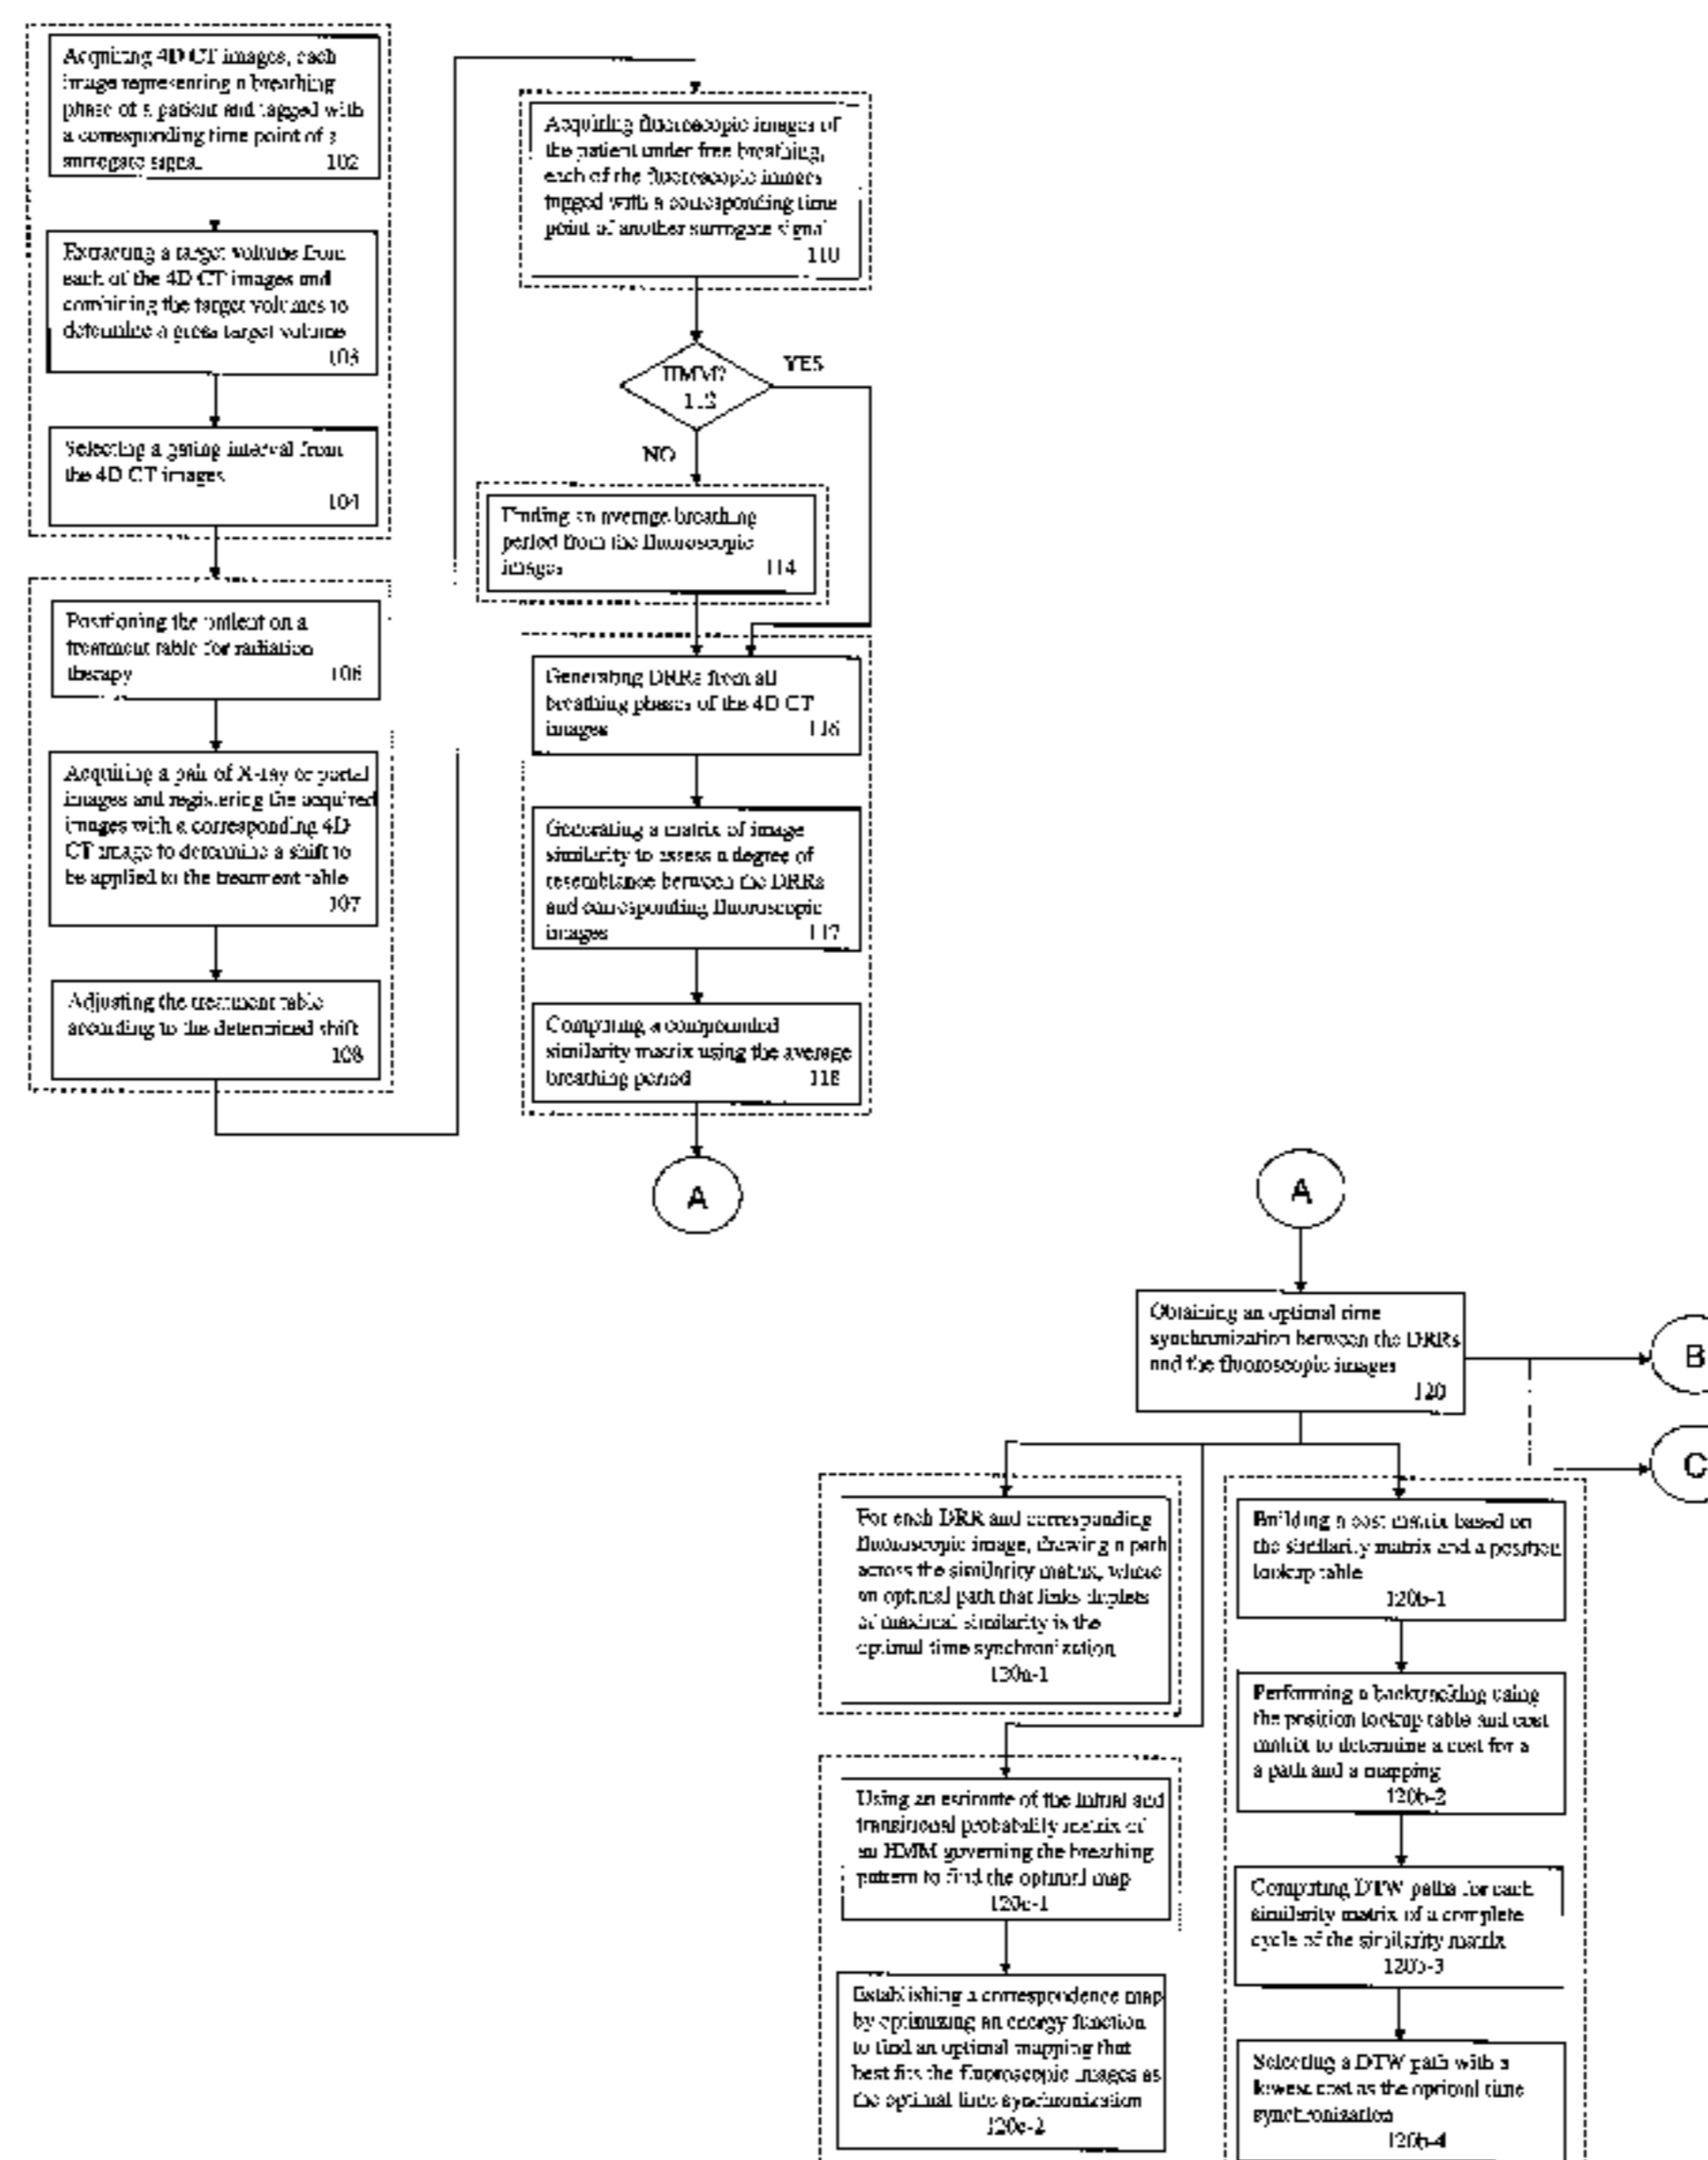 Acquiring 4D CT images, each
image representing a breathing
phase of a patient and tagged with
a corresponding time point of a
surrogate signal 102
Extracting a target volume from
each of the 4D CT images and
combining the target volumes to
determine a gross target volume
103
Selecting a gating interval from
the 4D CT images
104
Positioning the patient on a
treatment table for radiation
therapy 106
Acquiring a pair of X-ray or portal
images and registering the acquired
images with a corresponding 4D
CT image to determine a shift to
be applied to the treatment table
107
Adjusting the treatment table
according to the determined shift
108
Acquiring fluoroscopic images of
the patient under free breathing,
each of the fluoroscopic images
tagged with a corresponding time
point of another surrogate signal
110
HMM?
112
YES
NO
Finding an average breathing
period from the fluoroscopic
images 114
Generating DRRs from all
breathing phases of the 4D CT
images 116
Generating a matrix of image
similarity to assess a degree of
resemblance between the DRRs
and corresponding fluoroscopic
images 117
Computing a compounded
similarity matrix using the average
breathing period 118
A
A
Obtaining an optimal time
synchronization between the DRRs
and the fluoroscopic images
120
B
C
For each DRR and corresponding
fluoroscopic image, drawing a path
across the similarity matrix, where
an optimal path that links triplets
of maximal similarity is the
optimal time synchronization
120a-1
Using an estimate of the initial and
transitional probability matrix of
an HMM governing the breathing
pattern to find the optimal map
120c-1
Establishing a correspondence map
by optimizing an energy function
to find an optimal mapping that
best fits the fluoroscopic images as
the optimal time synchronization
120c-2
Building a cost matrix based on
the similarity matrix and a position
lookup table
120b-1
Performing a backtracking using
the position lookup table and cost
matrix to determine a cost for a
a path and a mapping
120b-2
Computing DTW paths for each
similarity matrix of a complete
cycle of the similarity matrix
120b-3
Selecting a DTW path with a
lowest cost as the optimal time
synchronization
120b-4